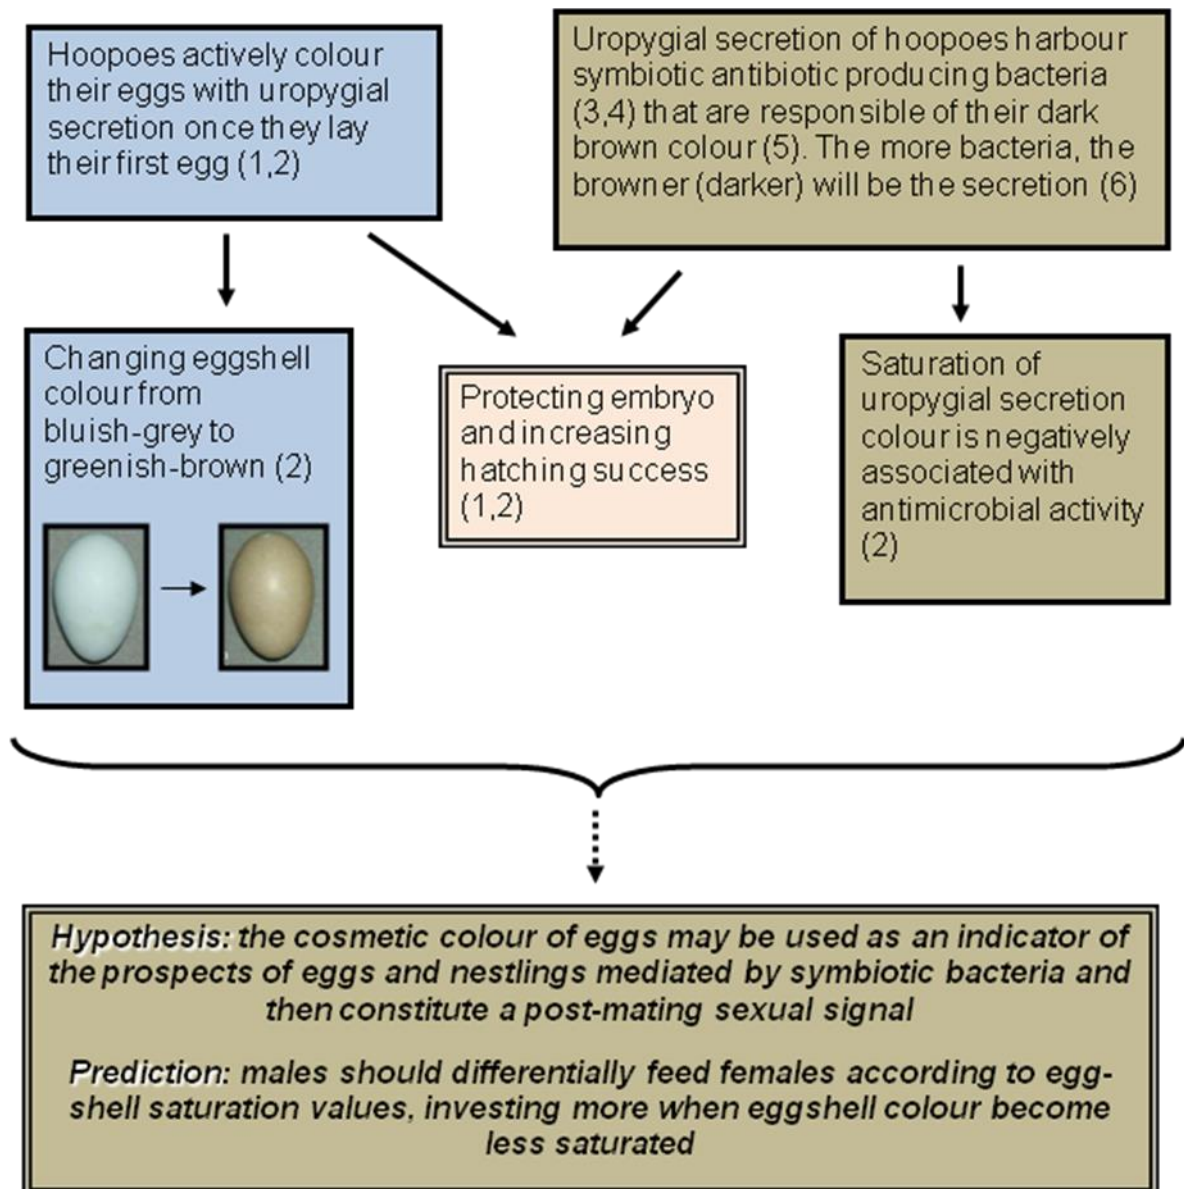 Hoopoes actively colour
their eggs with uropygial
secretion once they lay
their first egg (1,2)
Uropygial secretion of hoopoes harbour
symbiotic antibiotic producing bacteria
(3,4) that are responsible of their dark
brown colour (5). The more bacteria, the
browner (darker) will be the secretion (6)
Changing eggshell
colour from
bluish-grey to
greenish-brown (2)
Protecting embryo
and increasing
hatching success
(1,2)
Saturation of
uropygial secretion
colour is negatively
associated with
antimicrobial activity
(2)
Hypothesis: the cosmetic colour of eggs may be used as an indicator of
the prospects of eggs and nestlings mediated by symbiotic bacteria and
then constitute a post-mating sexual signal
Prediction: males should differentially feed females according to egg-
shell saturation values, investing more when eggshell colour become
less saturated